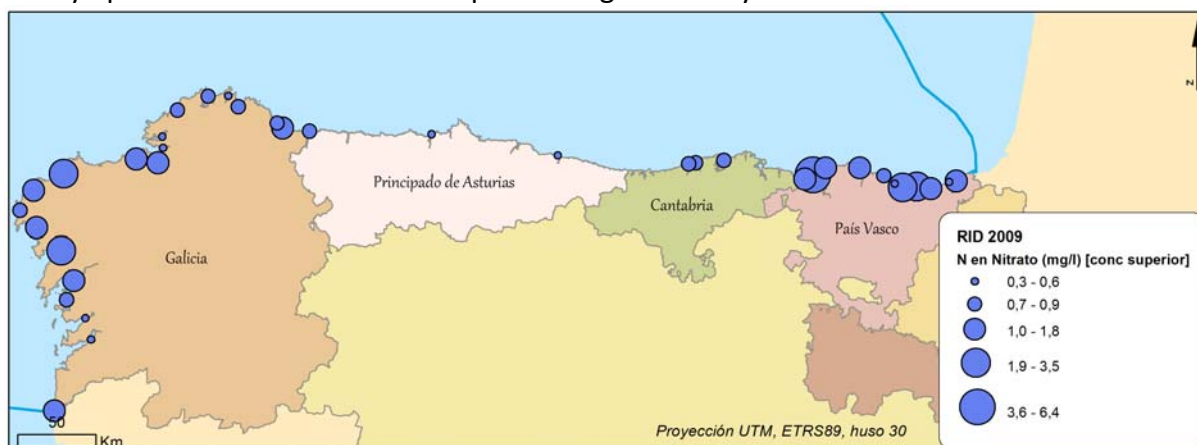 N
Principado de Asturias
Cantabria
País Vasco
Galicia
RID 2009
N en Nitrato (mg/l) [conc superior]
0,3 - 0,6
0,7 - 0,9
1,0 - 1,8
1,9 - 3,5
3,6 - 6,4
50
Km
Proyección UTM, ETRS89, huso 30